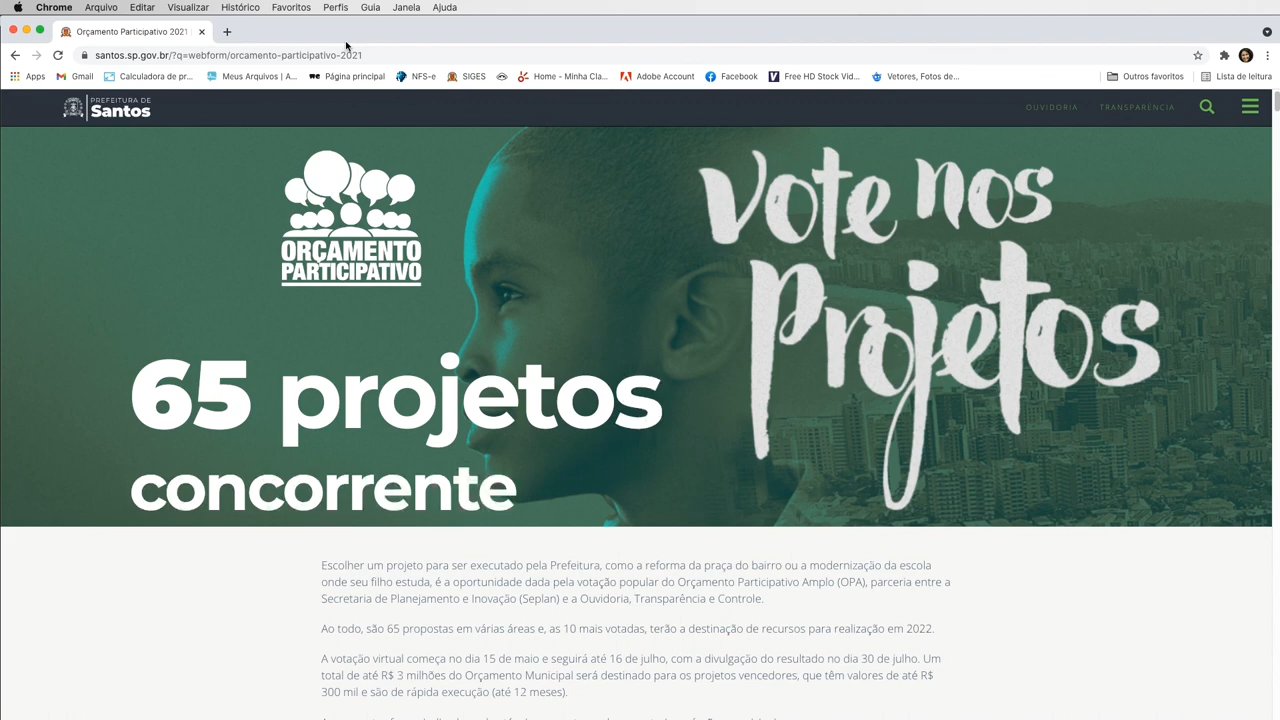 Chrome Arquivo Editar Visualizar Histórico Favoritos Perfis Guia Janela Ajuda
Orçamento Participativo 2021
santos.sp.gov.br/?q=webform/orcamento-participativo-2021
Apps Gmail Calculadora de pr... Meus Arquivos | A... we Página principal NFS-e SIGES Home - Minha Cla... Adobe Account Facebook Free HD Stock Vid... Vetores, Fotos de... Outros favoritos Lista de leitura
PREFEITURA DE
Santos
OUVIDORIA TRANSPARENCIA
ORÇAMENTO
PARTICIPATIVO
Vote nos
Projetos
65 projetos
concorrente
Escolher um projeto para ser executado pela Prefeitura, como a reforma da praça do bairro ou a modernização da escola
onde seu filho estuda, é a oportunidade dada pela votação popular do Orçamento Participativo Amplo (OPA), parceria entre a
Secretaria de Planejamento e Inovação (Seplan) e a Ouvidoria, Transparência e Controle.
Ao todo, são 65 propostas em várias áreas e, as 10 mais votadas, terão a destinação de recursos para realização em 2022.
A votação virtual começa no dia 15 de maio e seguirá até 16 de julho, com a divulgação do resultado no dia 30 de julho. Um
total de até R$ 3 milhões do Orçamento Municipal será destinado para os projetos vencedores, que têm valores de até R$
300 mil e são de rápida execução (até 12 meses).